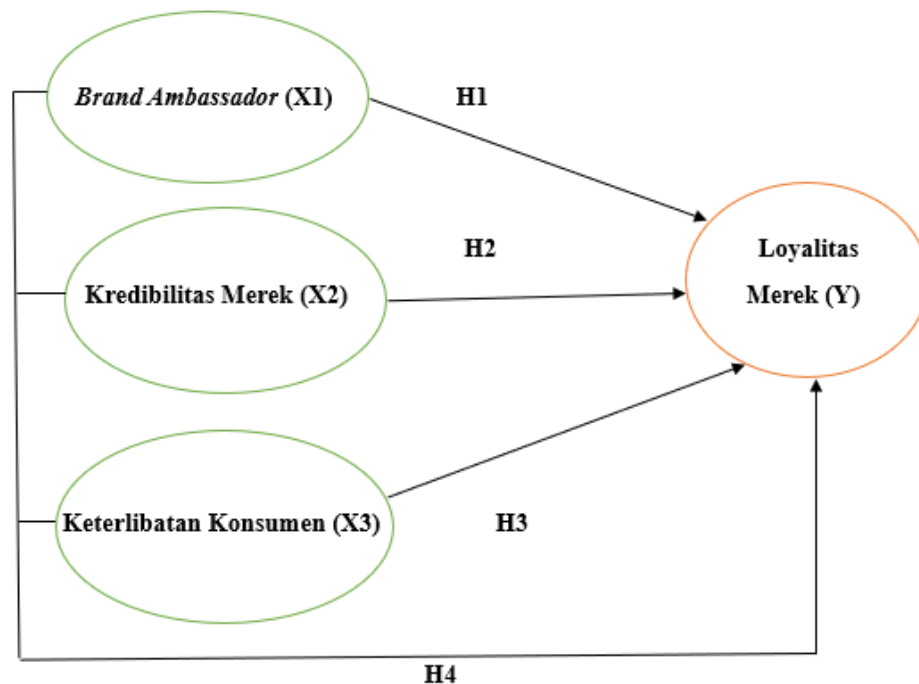 Brand Ambassador (X1)
H1
H2
Loyalitas
Merek (Y)
Kredibilitas Merek (X2)
Keterlibatan Konsumen (X3)
H3
H4